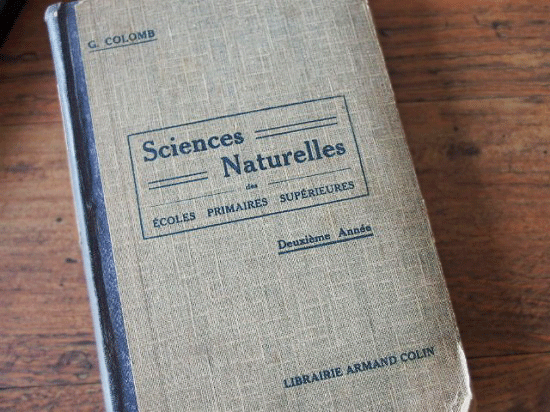 G. COLOMB
Sciences
Naturelles
des
ÉCOLES PRIMAIRES SUPÉRIEURES
Deuxième Année
LIBRAIRIE ARMAND COLIN